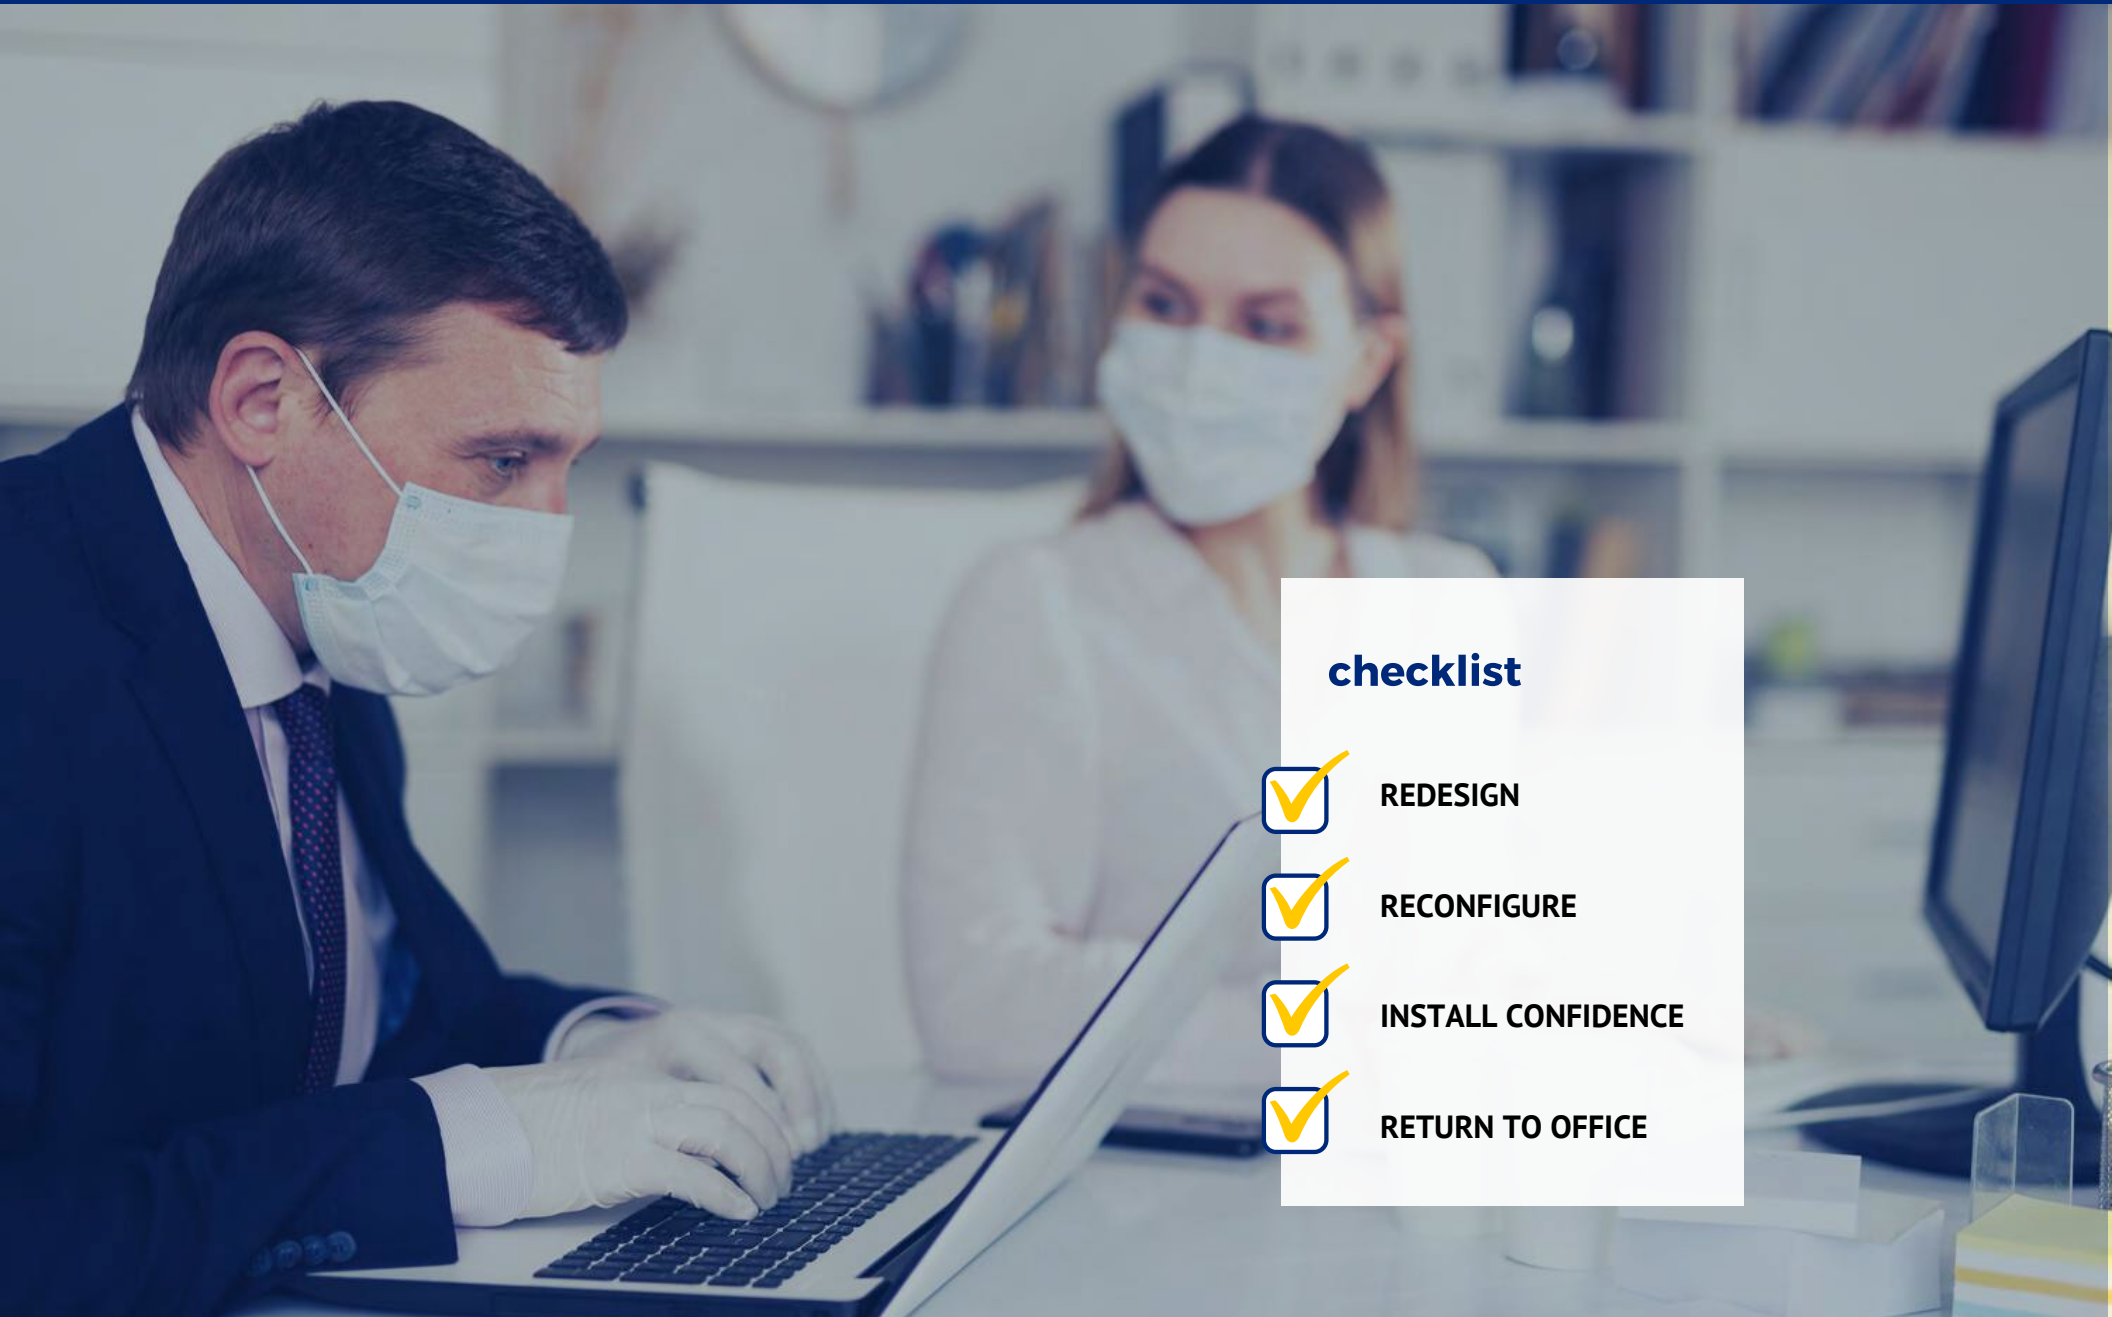 checklist
REDESIGN
RECONFIGURE
INSTALL CONFIDENCE
RETURN TO OFFICE